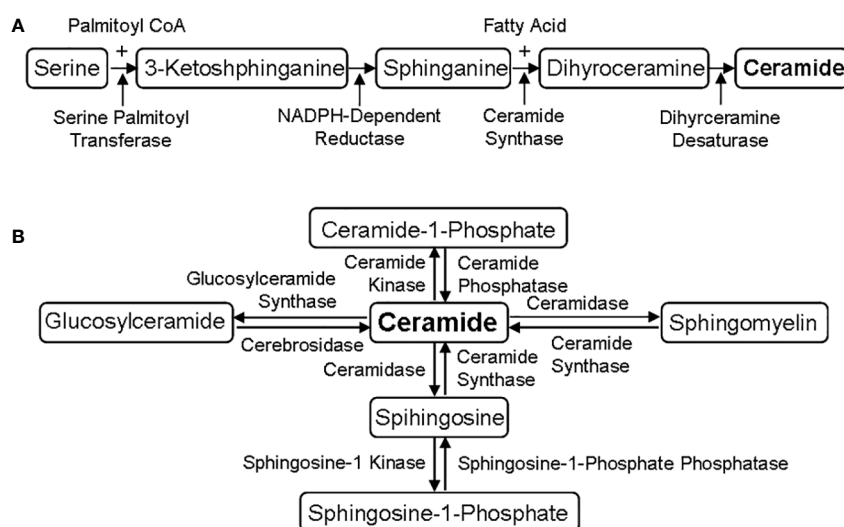 A
Palmitoyl CoA
Fatty Acid
+
+
Serine
3-Ketoshphinganine
Sphinganine
Dihyroceramine
Ceramide
Serine Palmitoyl
Transferase
NADPH-Dependent
Reductase
Ceramide
Synthase
Dihyrceramine
Desaturase
B
Ceramide-1-Phosphate
Ceramide
Kinase
Ceramide
Phosphatase
Glucosylceramide
Synthase
Ceramidase
Glucosylceramide
Ceramide
Sphingomyelin
Cerebrosidase
Ceramide
Synthase
Ceramidase
Ceramide
Synthase
Spihingosine
Sphingosine-1 Kinase
Sphingosine-1-Phosphate Phosphatase
Sphingosine-1-Phosphate